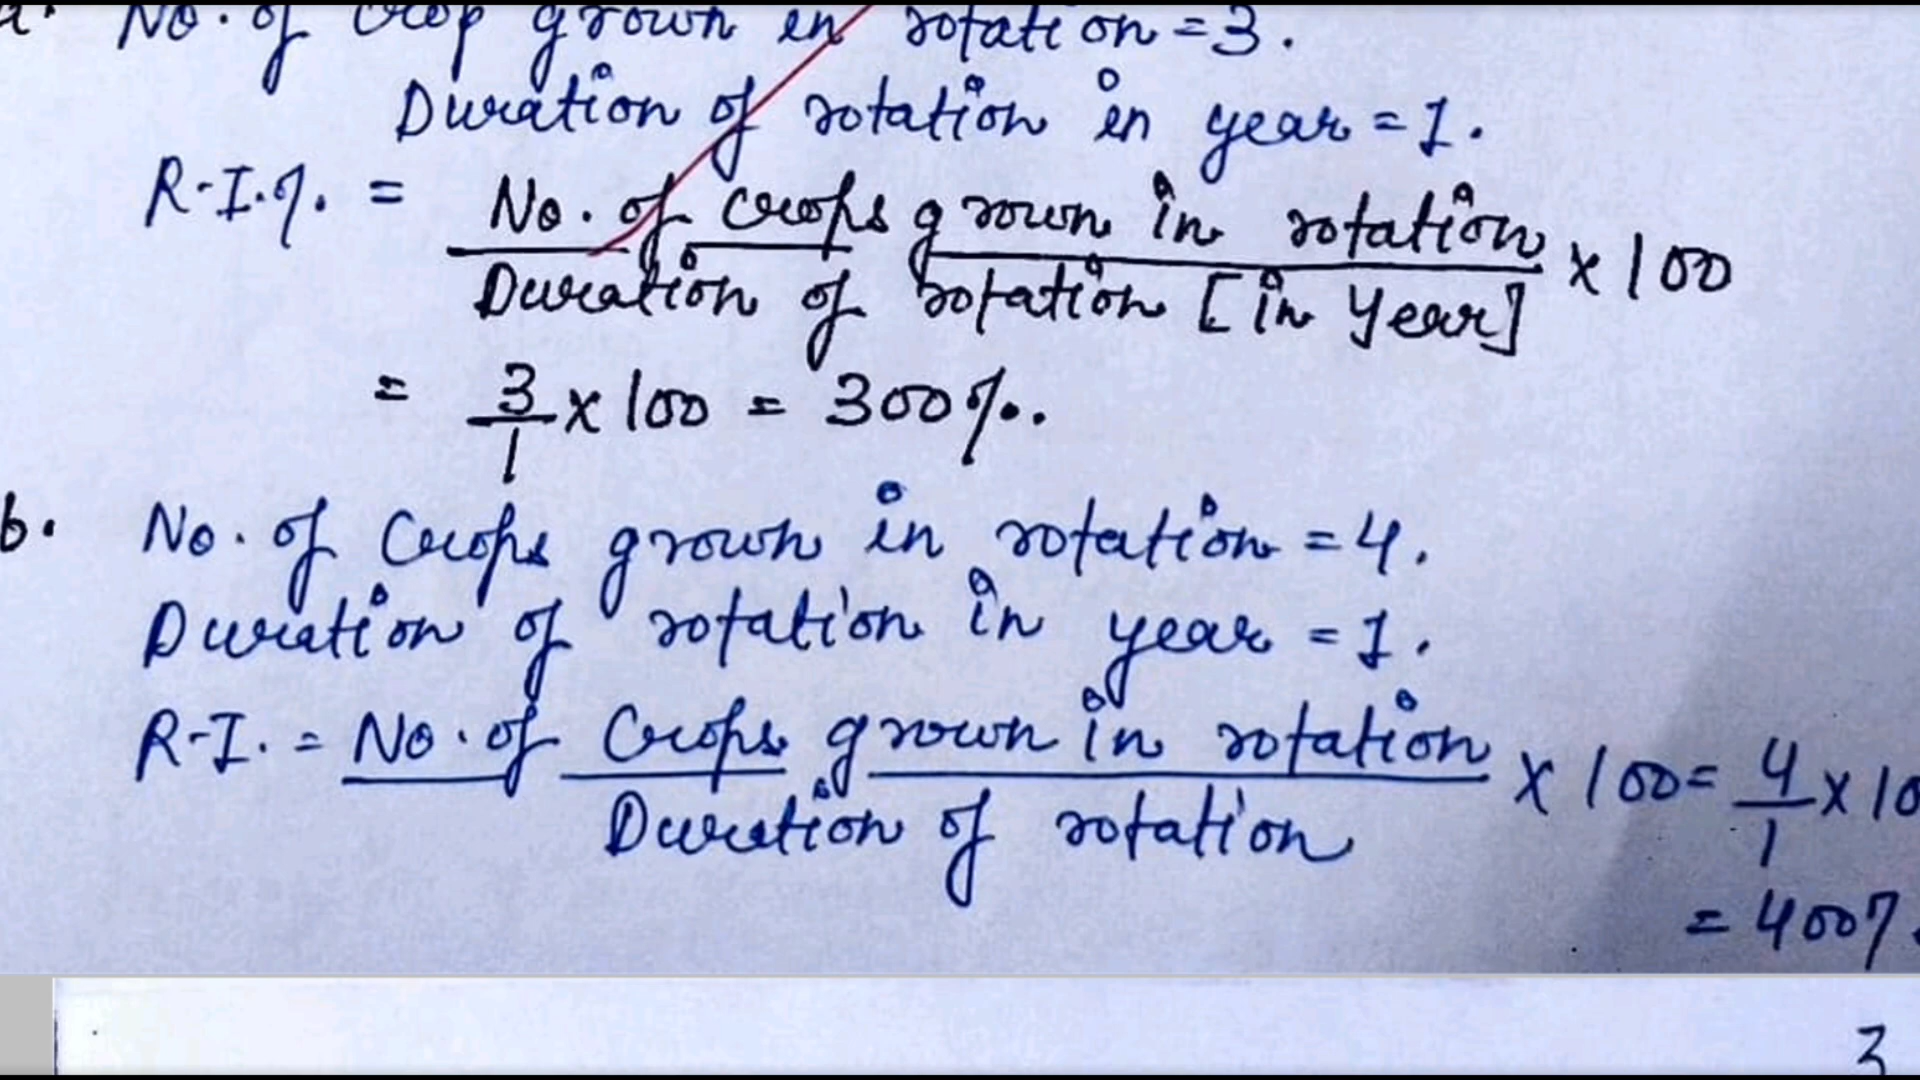 a. No. of crop grown in rotation = 3.
Duration of rotation in year = 1.
R.I.%. = No. of crops grown in rotation × 100
Duration of rotation [in Year]
= 3/1 × 100 = 300%.
b. No. of Crops grown in rotation = 4.
Duration of rotation in year = 1.
R.I. = No. of Crops grown in rotation × 100 = 4/1 × 10
Duration of rotation
= 400%.
3